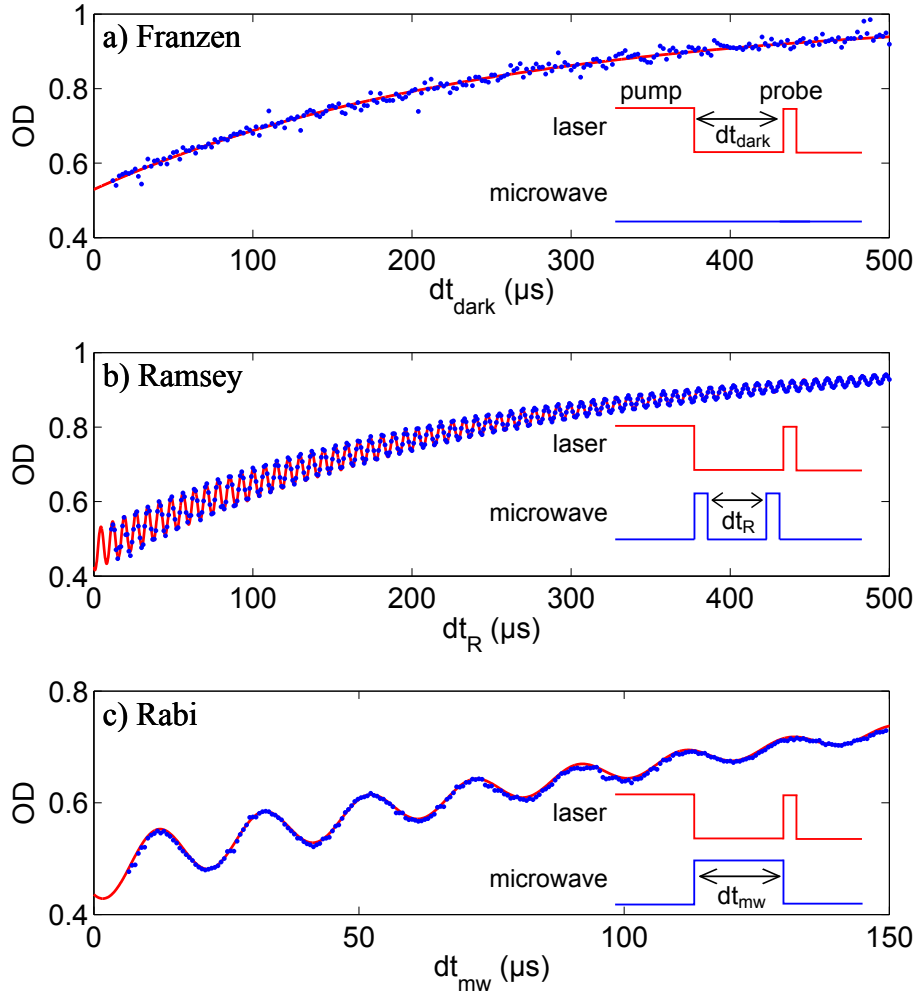 a) Franzen
OD
1
0.8
0.6
0.4
pump
probe
laser
dt_dark
microwave
0 100 200 300 400 500
dt_dark (µs)
b) Ramsey
OD
1
0.8
0.6
0.4
laser
microwave
dt_R
0 100 200 300 400 500
dt_R (µs)
c) Rabi
OD
0.8
0.6
0.4
laser
microwave
dt_mw
0 50 100 150
dt_mw (µs)